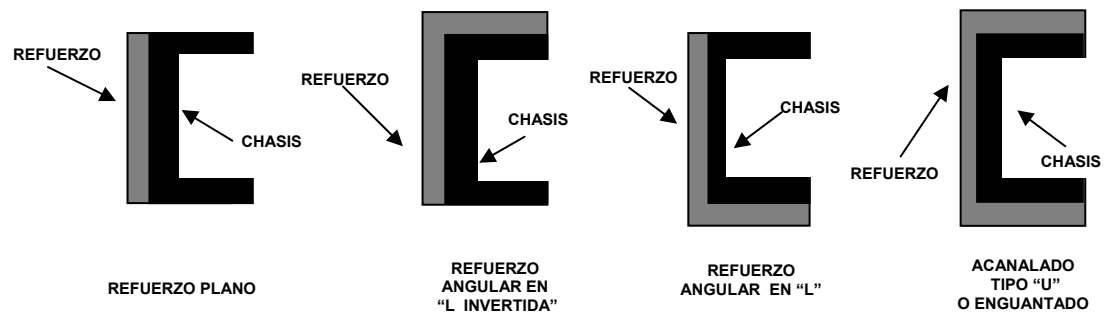 REFUERZO
CHASIS
REFUERZO PLANO
REFUERZO
CHASIS
REFUERZO
ANGULAR EN
“L INVERTIDA”
REFUERZO
CHASIS
REFUERZO
ANGULAR EN “L”
REFUERZO
CHASIS
ACANALADO
TIPO “U”
O ENGUANTADO